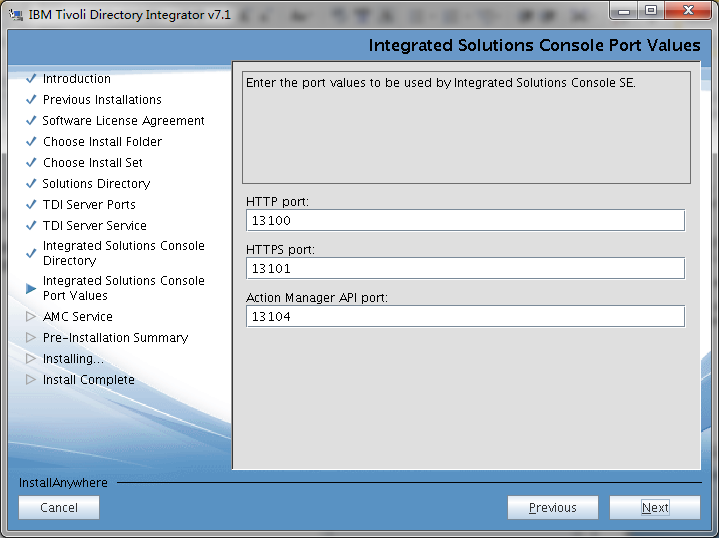 IBM Tivoli Directory Integrator v7.1
Integrated Solutions Console Port Values
Introduction
Previous Installations
Software License Agreement
Choose Install Folder
Choose Install Set
Solutions Directory
TDI Server Ports
TDI Server Service
Integrated Solutions Console
Directory
Integrated Solutions Console
Port Values
AMC Service
Pre-Installation Summary
Installing...
Install Complete
Enter the port values to be used by Integrated Solutions Console SE.
HTTP port:
13100
HTTPS port:
13101
Action Manager API port:
13104
InstallAnywhere
Cancel
Previous
Next